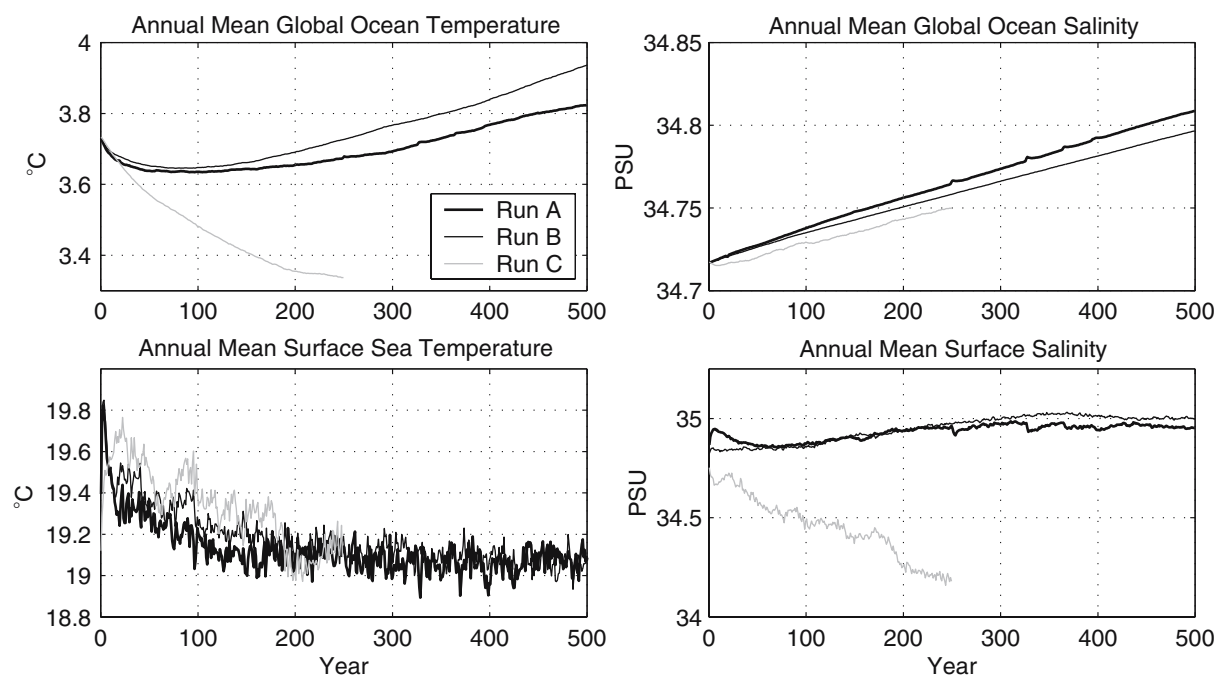 Annual Mean Global Ocean Temperature
4
3.8
3.6
3.4
°C
0 100 200 300 400 500
Run A
Run B
Run C
Annual Mean Global Ocean Salinity
34.85
34.8
34.75
34.7
PSU
0 100 200 300 400 500
Annual Mean Surface Sea Temperature
19.8
19.6
19.4
19.2
19
18.8
°C
0 100 200 300 400 500
Year
Annual Mean Surface Salinity
35
34.5
34
PSU
0 100 200 300 400 500
Year